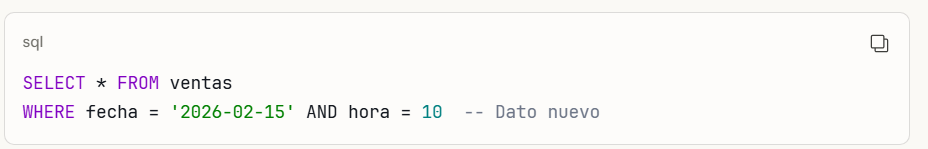 sql
SELECT * FROM ventas
WHERE fecha = '2026-02-15' AND hora = 10  -- Dato nuevo